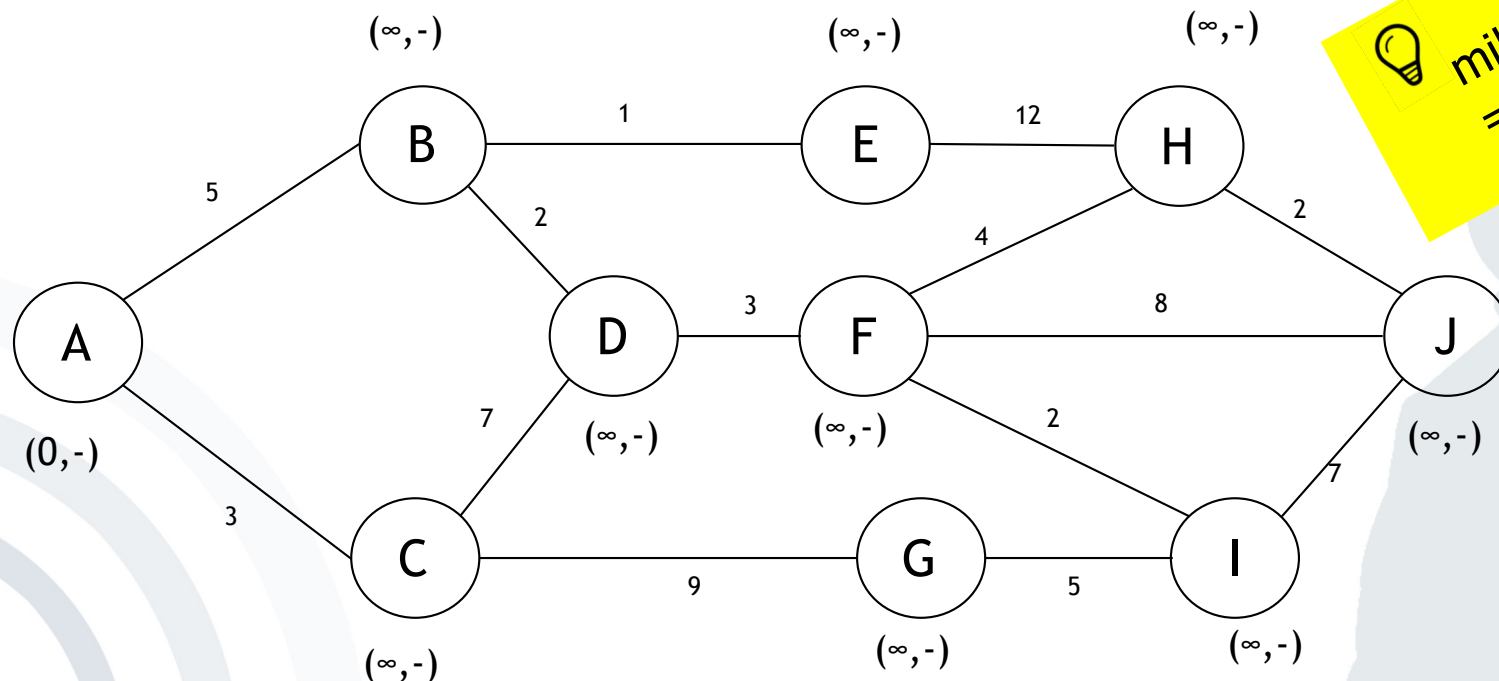 (∞,-) (∞,-) (∞,-)
B 1 E 12 H
5 2 4 2
A D 3 F 8 J
(0,-) 7 (∞,-) (∞,-) 2 7 (∞,-)
3 C 9 G 5 I
(∞,-) (∞,-) (∞,-)